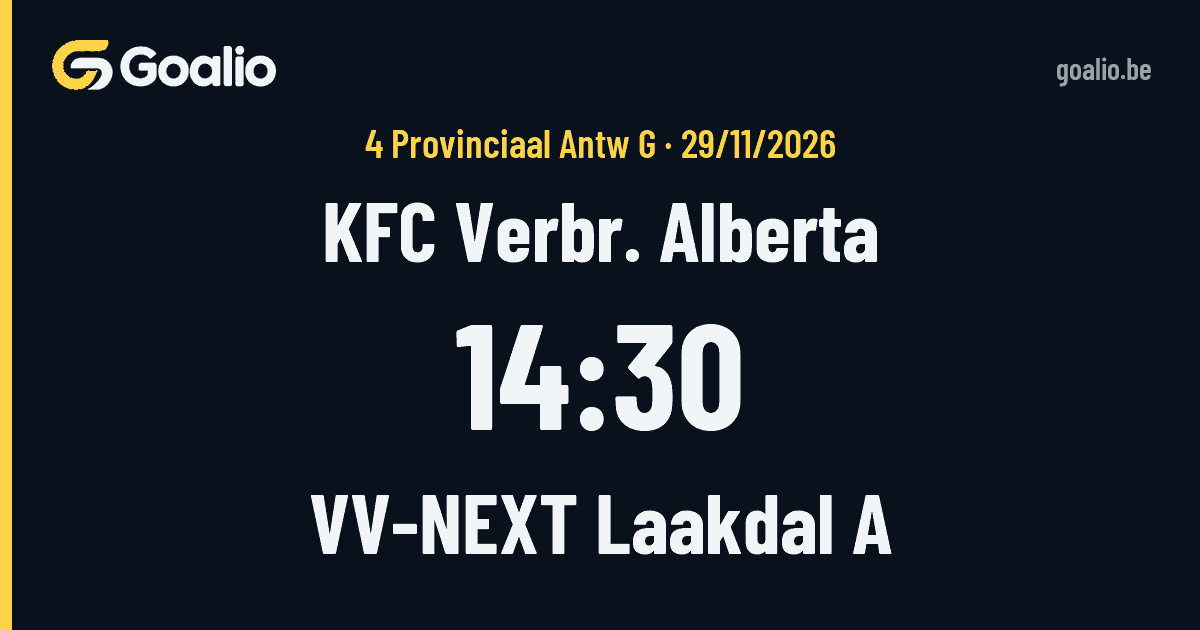 Goalio
goalio.be
4 Provinciaal Antw G · 29/11/2026
KFC Verbr. Alberta
14:30
VV-NEXT Laakdal A